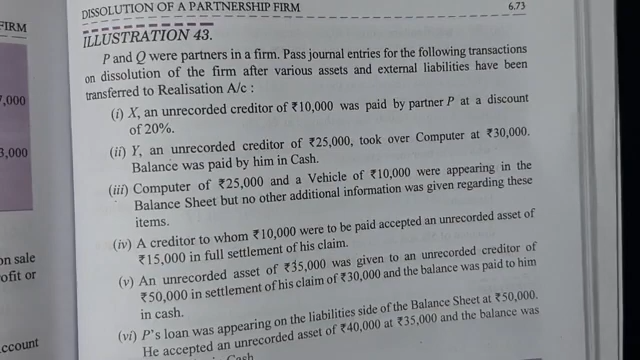 DISSOLUTION OF A PARTNERSHIP FIRM
6.73
FIRM
ILLUSTRATION 43.
P and Q were partners in a firm. Pass journal entries for the following transactions
on dissolution of the firm after various assets and external liabilities have been
transferred to Realisation A/c :
(i) X, an unrecorded creditor of ₹10,000 was paid by partner P at a discount
of 20%.
(ii) Y, an unrecorded creditor of ₹25,000, took over Computer at ₹30,000.
Balance was paid by him in Cash.
(iii) Computer of ₹25,000 and a Vehicle of ₹10,000 were appearing in the
Balance Sheet but no other additional information was given regarding these
items.
(iv) A creditor to whom ₹10,000 were to be paid accepted an unrecorded asset of
₹15,000 in full settlement of his claim.
(v) An unrecorded asset of ₹35,000 was given to an unrecorded creditor of
₹50,000 in settlement of his claim of ₹30,000 and the balance was paid to him
in cash.
(vi) P's loan was appearing on the liabilities side of the Balance Sheet at ₹50,000.
He accepted an unrecorded asset of ₹40,000 at ₹35,000 and the balance was
Cash
7,000
3,000
on sale
ofit or
ccount